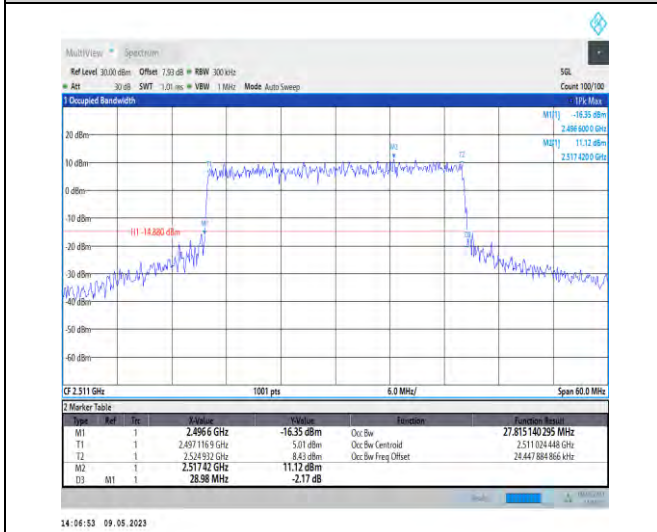 MultiView Spectrum
Ref Level 30.00 dBm Offset 7.93 dB RBW 300 kHz SGL
Att 30 dB SWT 1.01 ms VBW 1 MHz Mode Auto Sweep Count 100/100
1 Occupied Bandwidth 1Pk Max
M1[1] -16.35 dBm
2.496 600 0 GHz
M2[1] 11.12 dBm
2.517 420 0 GHz
20 dBm
M2
T1 T2
10 dBm
0 dBm
-10 dBm
M1
H1 -14.880 dBm
D3
-20 dBm
-30 dBm
-40 dBm
-50 dBm
-60 dBm
CF 2.511 GHz 1001 pts 6.0 MHz/ Span 60.0 MHz
2 Marker Table
Type Ref Trc X-Value Y-Value Function Function Result
M1 1 2.4966 GHz -16.35 dBm Occ Bw 27.815 140 295 MHz
T1 1 2.497 116 9 GHz 5.01 dBm Occ Bw Centroid 2.511 024 448 GHz
T2 1 2.524 932 GHz 8.43 dBm Occ Bw Freq Offset 24.447 884 866 kHz
M2 1 2.51742 GHz 11.12 dBm
D3 M1 1 28.98 MHz -2.17 dB
14:06:53 09.05.2023